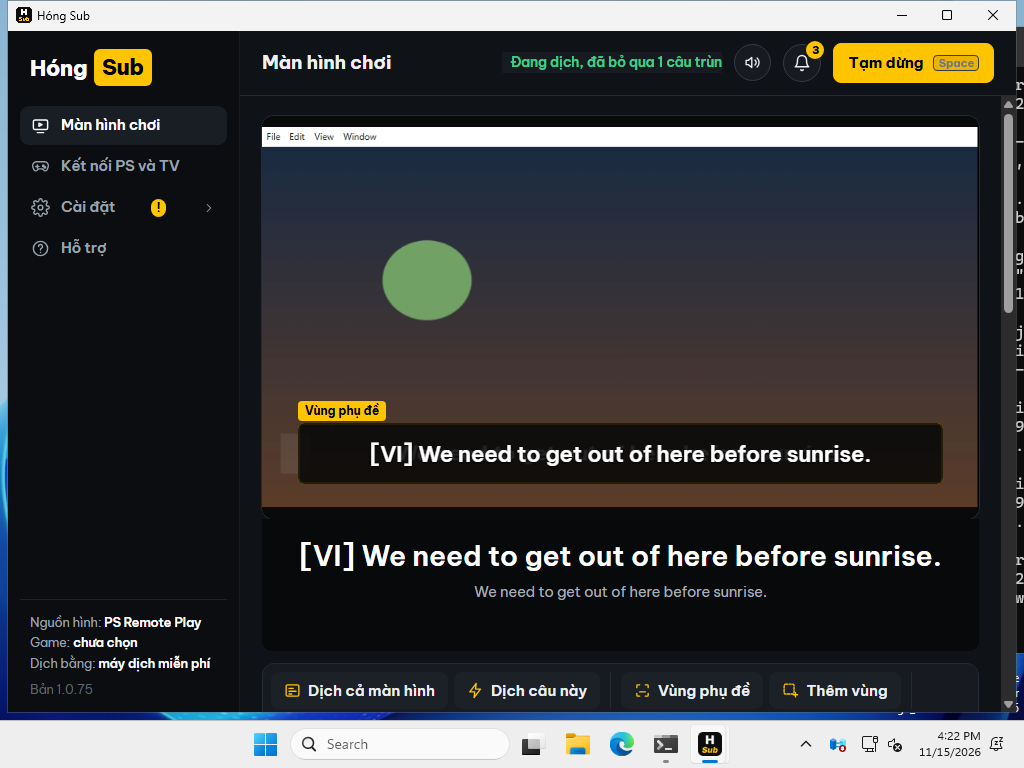 Hóng Sub
Hóng Sub
Màn hình chơi
Kết nối PS và TV
Cài đặt
!
Hỗ trợ
Nguồn hình: PS Remote Play
Game: chưa chọn
Dịch bằng: máy dịch miễn phí
Bản 1.0.75
Màn hình chơi
Đang dịch, đã bỏ qua 1 câu trùn
3
Tạm dừng Space
File Edit View Window
Vùng phụ đề
[VI] We need to get out of here before sunrise.
[VI] We need to get out of here before sunrise.
We need to get out of here before sunrise.
Dịch cả màn hình
Dịch câu này
Vùng phụ đề
Thêm vùng
Search
H Sub
4:22 PM
11/15/2026